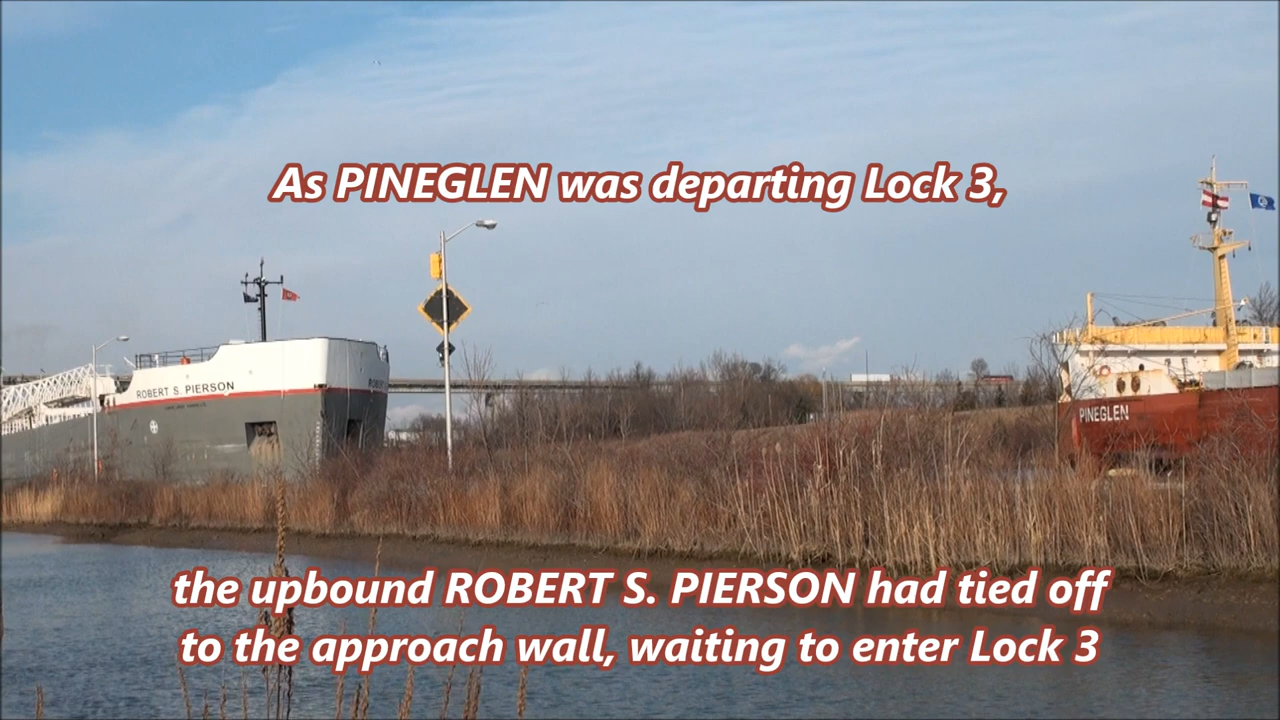 As PINEGLEN was departing Lock 3,
ROBERT S. PIERSON
PINEGLEN
the upbound ROBERT S. PIERSON had tied off
to the approach wall, waiting to enter Lock 3